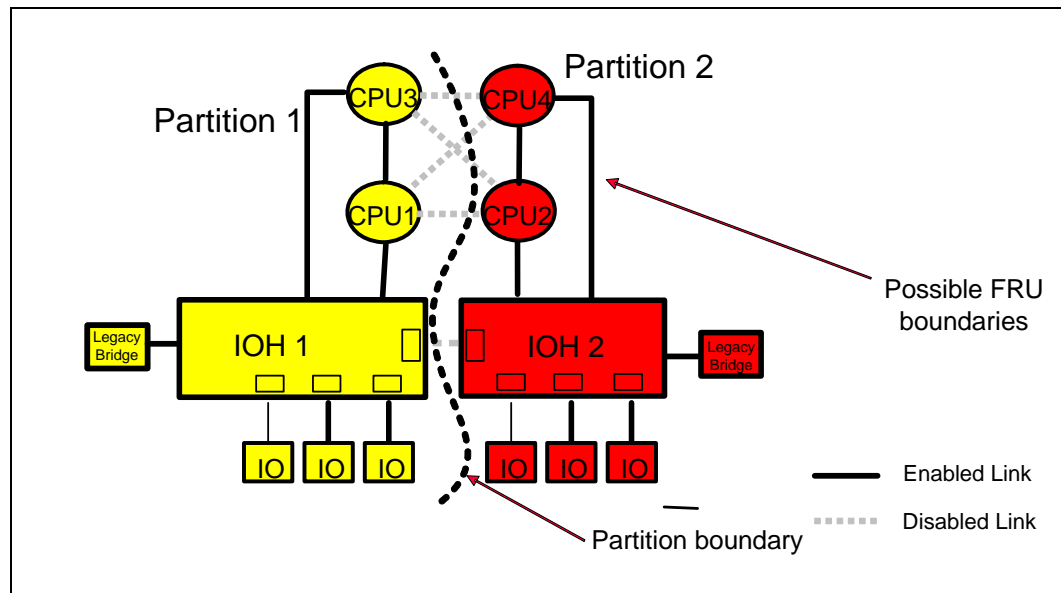 Partition 2
CPU3
CPU4
Partition 1
CPU1
CPU2
Possible FRU
boundaries
Legacy
Bridge
IOH 1
IOH 2
Legacy
Bridge
IO
IO
IO
IO
IO
IO
Enabled Link
Disabled Link
Partition boundary